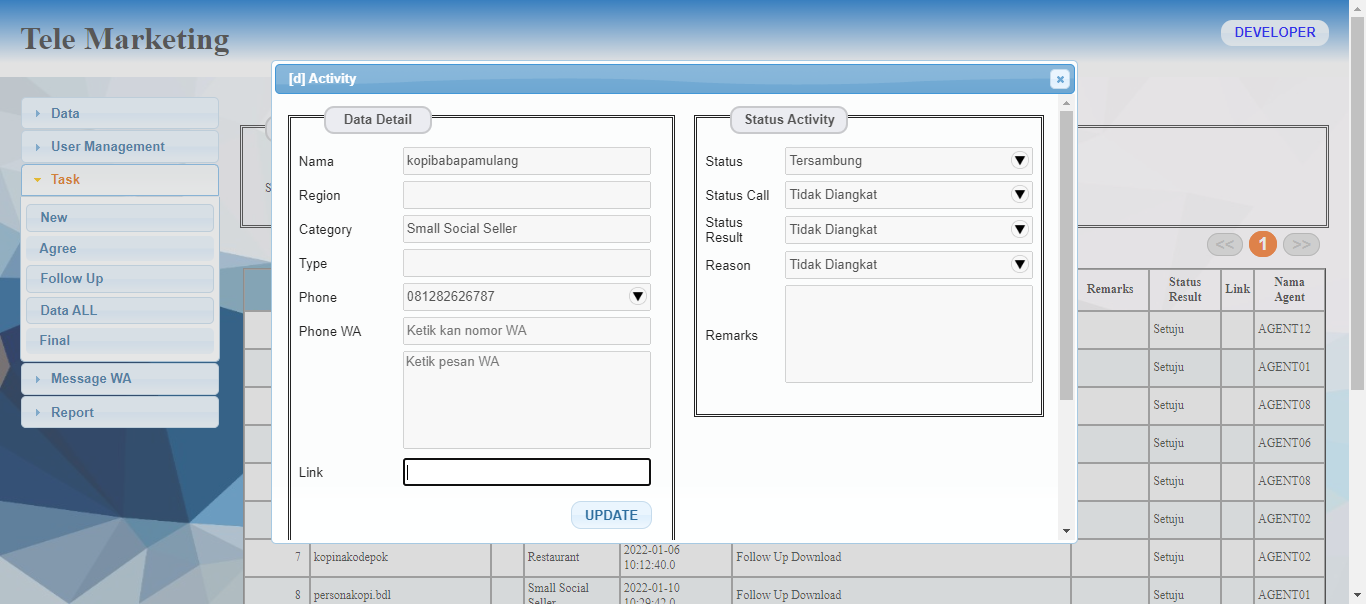 Tele Marketing
DEVELOPER
Data
User Management
Task
New
Agree
Follow Up
Data ALL
Final
Message WA
Report
[d] Activity
Data Detail
Nama
kopibabapamulang
Region
Category
Small Social Seller
Type
Phone
081282626787
Phone WA
Ketik kan nomor WA
Ketik pesan WA
Link
UPDATE
Status Activity
Status
Tersambung
Status Call
Tidak Diangkat
Status
Result
Tidak Diangkat
Reason
Tidak Diangkat
Remarks
S
<< 1 >>
Remarks Status Result Link Nama Agent
Setuju AGENT12
Setuju AGENT01
Setuju AGENT08
Setuju AGENT06
Setuju AGENT08
Setuju AGENT02
7 kopinakodepok Restaurant 2022-01-06 10:12:40.0 Follow Up Download Setuju AGENT02
8 personakopi.bdl Small Social Seller 2022-01-10 10:29:42.0 Follow Up Download Setuju AGENT01